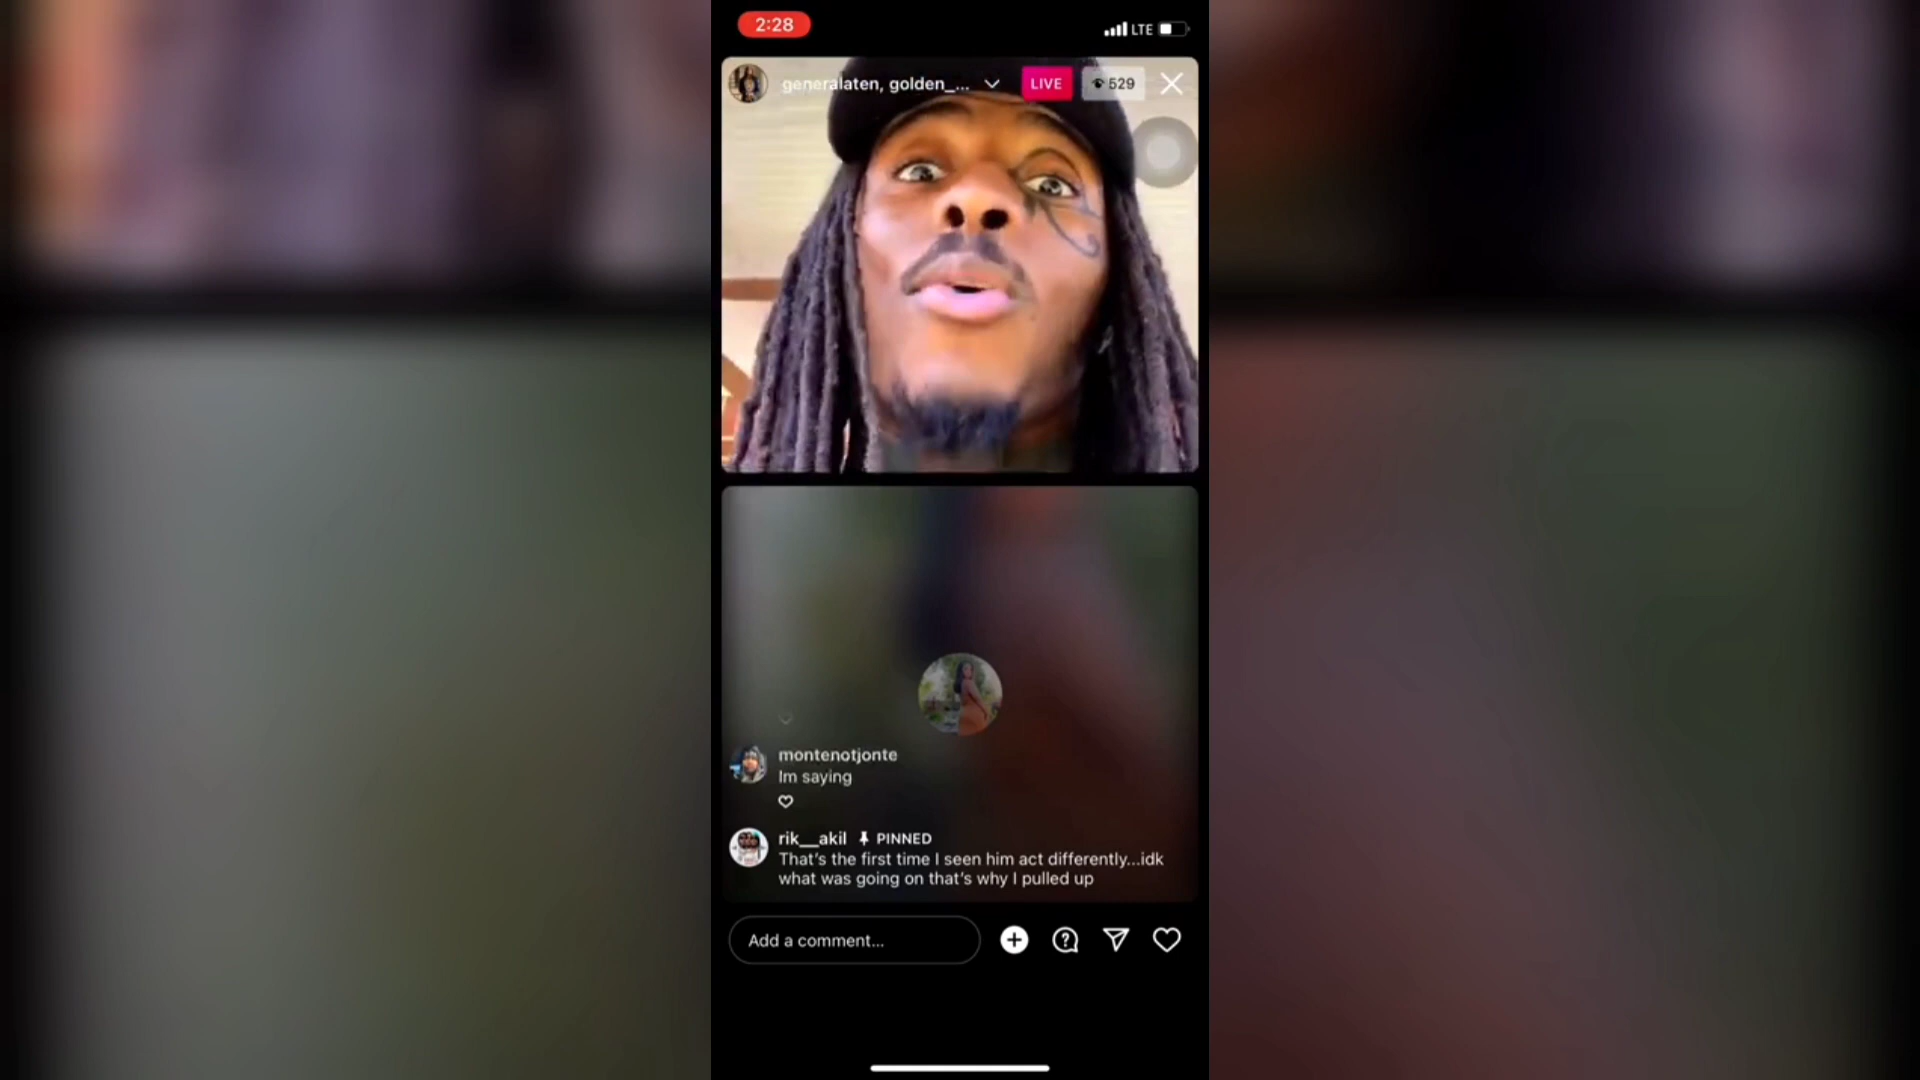 2:28
LTE
generalaten, golden_...
LIVE
529
montenotjonte
Im saying
rik__akil PINNED
That's the first time I seen him act differently...idk
what was going on that's why I pulled up
Add a comment...